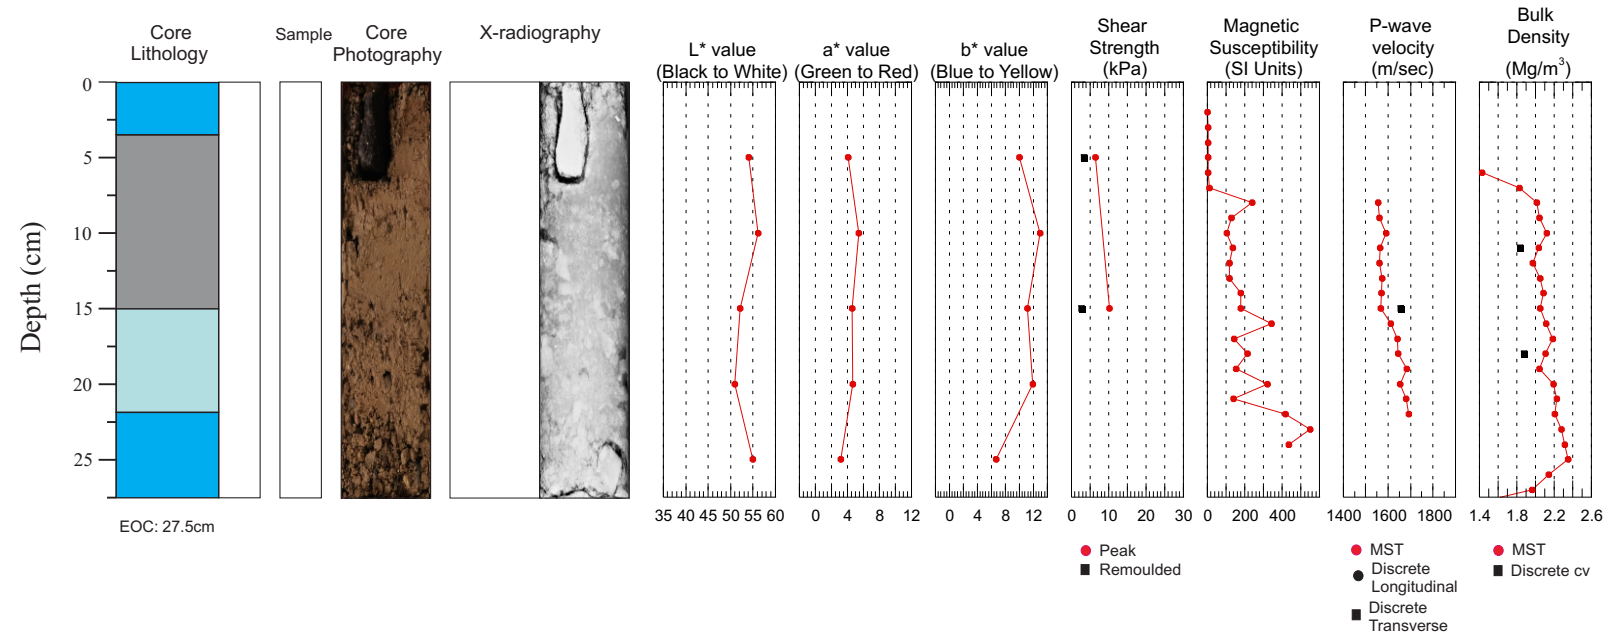 Core
Lithology
Sample
Core
Photography
X-radiography
L* value
(Black to White)
a* value
(Green to Red)
b* value
(Blue to Yellow)
Shear
Strength
(kPa)
Magnetic
Susceptibility
(SI Units)
P-wave
velocity
(m/sec)
Bulk
Density
(Mg/m³)
Depth (cm)
0
5
10
15
20
25
EOC: 27.5cm
35 40 45 50 55 60
0 4 8 12
0 4 8 12
0 10 20 30
0 200 400
1400 1600 1800
1.4 1.8 2.2 2.6
Peak
Remoulded
MST
Discrete
Longitudinal
Discrete
Transverse
MST
Discrete cv